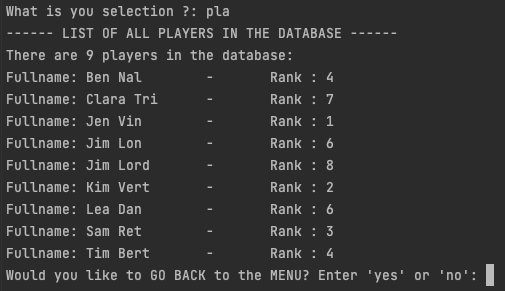 What is you selection ?: pla
------ LIST OF ALL PLAYERS IN THE DATABASE ------
There are 9 players in the database:
Fullname: Ben Nal        -       Rank : 4
Fullname: Clara Tri      -       Rank : 7
Fullname: Jen Vin        -       Rank : 1
Fullname: Jim Lon        -       Rank : 6
Fullname: Jim Lord       -       Rank : 8
Fullname: Kim Vert       -       Rank : 2
Fullname: Lea Dan        -       Rank : 6
Fullname: Sam Ret        -       Rank : 3
Fullname: Tim Bert       -       Rank : 4
Would you like to GO BACK to the MENU? Enter 'yes' or 'no':